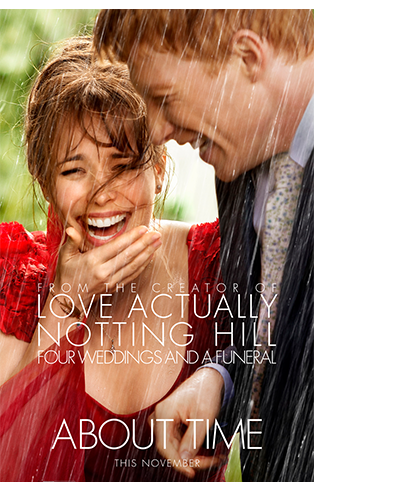 FROM THE CREATOR OF
LOVE ACTUALLY
NOTTING HILL
FOUR WEDDINGS AND A FUNERAL
ABOUT TIME
THIS NOVEMBER